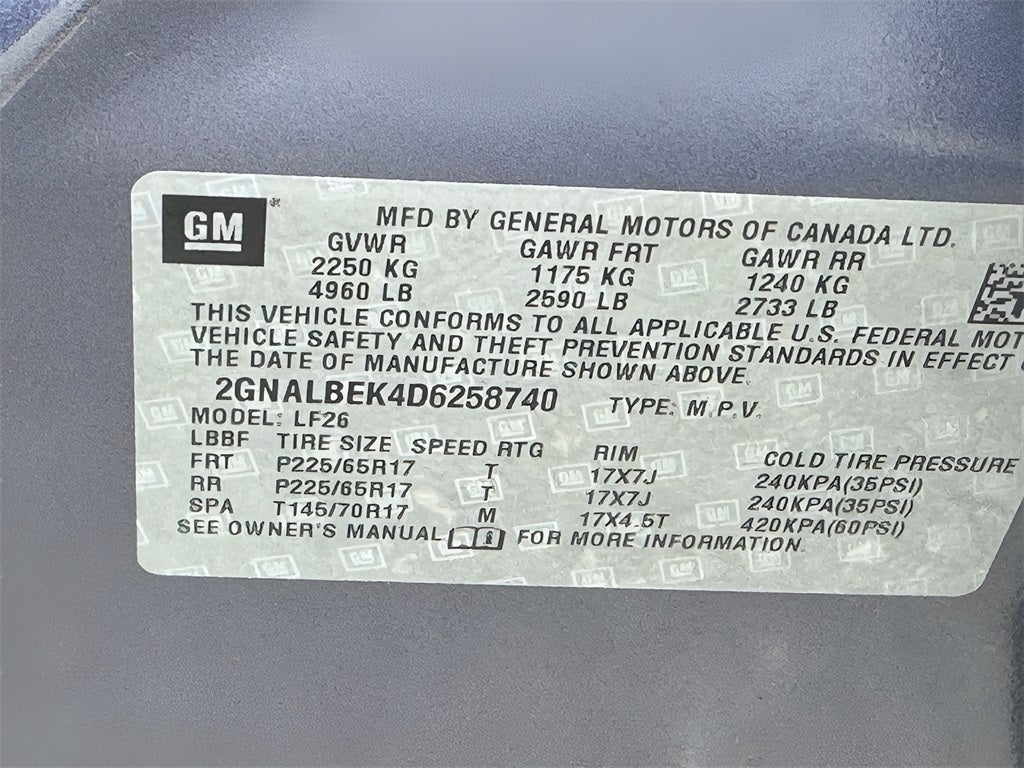 GM
MFD BY GENERAL MOTORS OF CANADA LTD.
GVWR GAWR FRT GAWR RR
2250 KG 1175 KG 1240 KG
4960 LB 2590 LB 2733 LB
THIS VEHICLE CONFORMS TO ALL APPLICABLE U.S. FEDERAL MOT
VEHICLE SAFETY AND THEFT PREVENTION STANDARDS IN EFFECT
THE DATE OF MANUFACTURE SHOWN ABOVE.
2GNALBEK4D6258740 TYPE: M.P.V.
MODEL: LF26
LBBF TIRE SIZE SPEED RTG RIM COLD TIRE PRESSURE
FRT P225/65R17 T 17X7J 240KPA(35PSI)
RR P225/65R17 T 17X7J 240KPA(35PSI)
SPA T145/70R17 M 17X4.5T 420KPA(60PSI)
SEE OWNER'S MANUAL FOR MORE INFORMATION.